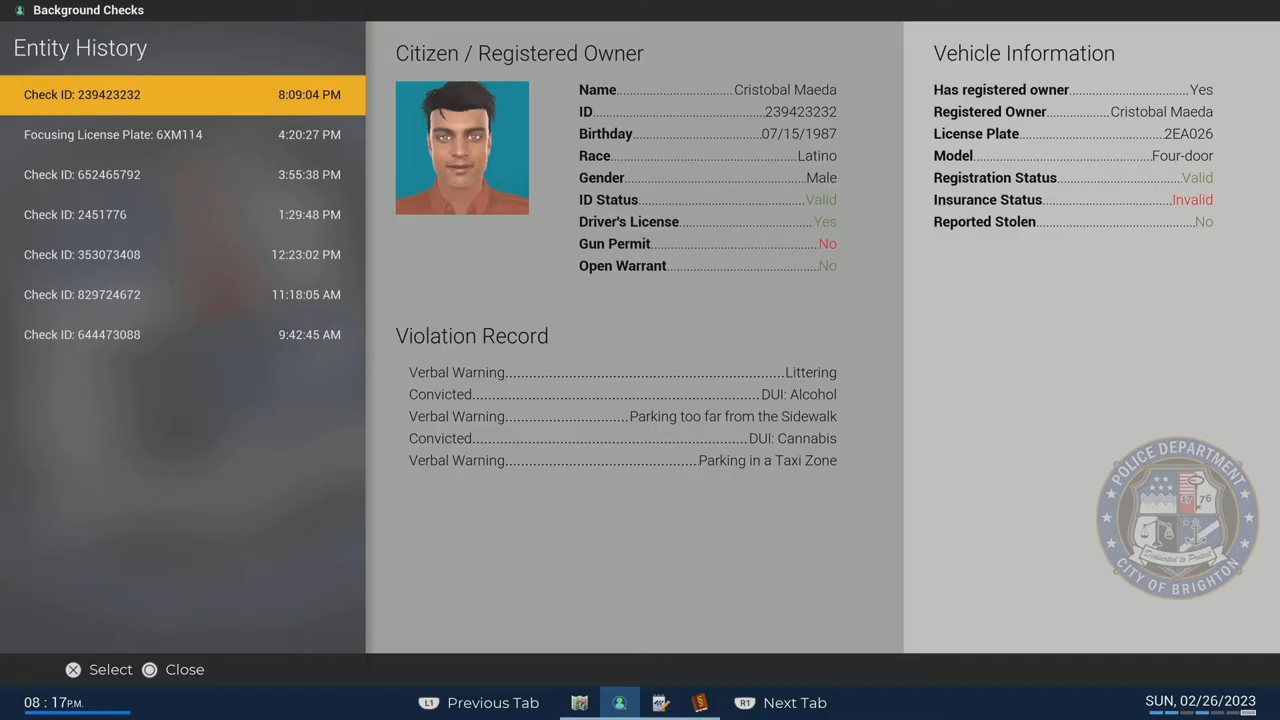 Background Checks
Entity History
Check ID: 239423232 8:09:04 PM
Focusing License Plate: 6XM114 4:20:27 PM
Check ID: 652465792 3:55:38 PM
Check ID: 2451776 1:29:48 PM
Check ID: 353073408 12:23:02 PM
Check ID: 829724672 11:18:05 AM
Check ID: 644473088 9:42:45 AM
Citizen / Registered Owner
Name Cristobal Maeda
ID 239423232
Birthday 07/15/1987
Race Latino
Gender Male
ID Status Valid
Driver's License Yes
Gun Permit No
Open Warrant No
Violation Record
Verbal Warning Littering
Convicted DUI: Alcohol
Verbal Warning Parking too far from the Sidewalk
Convicted DUI: Cannabis
Verbal Warning Parking in a Taxi Zone
Vehicle Information
Has registered owner Yes
Registered Owner Cristobal Maeda
License Plate 2EA026
Model Four-door
Registration Status Valid
Insurance Status Invalid
Reported Stolen No
POLICE DEPARTMENT
1776
Dedicated to Protect
CITY OF BRIGHTON
Select Close
08 : 17 P.M. L1 Previous Tab R1 Next Tab SUN, 02/26/2023